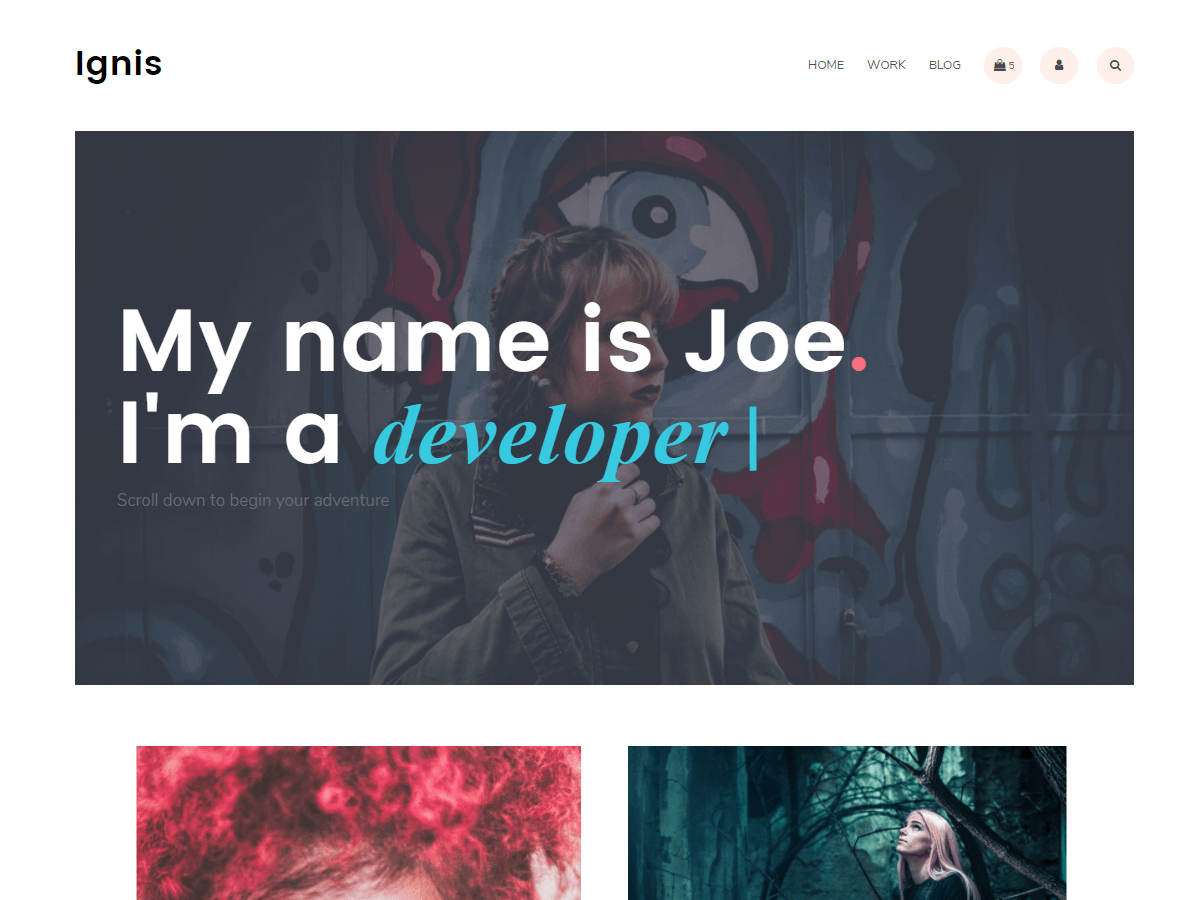 Ignis
HOME WORK BLOG 5
My name is Joe.
I'm a developer |
Scroll down to begin your adventure